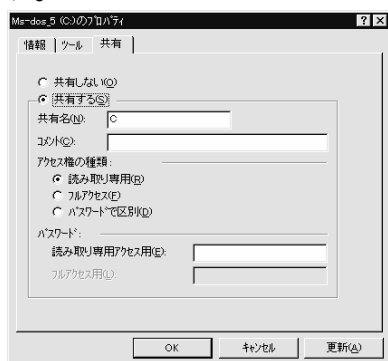 Ms-dos_5 (C:)のﾌﾟﾛﾊﾟﾃｨ
情報 ツール 共有
共有しない(O)
共有する(S)
共有名(N): C
コメント(C):
アクセス権の種類:
読み取り専用(R)
フルアクセス(F)
パスワードで区別(D)
パスワード:
読み取り専用アクセス用(E):
フルアクセス用(L):
OK キャンセル 更新(A)